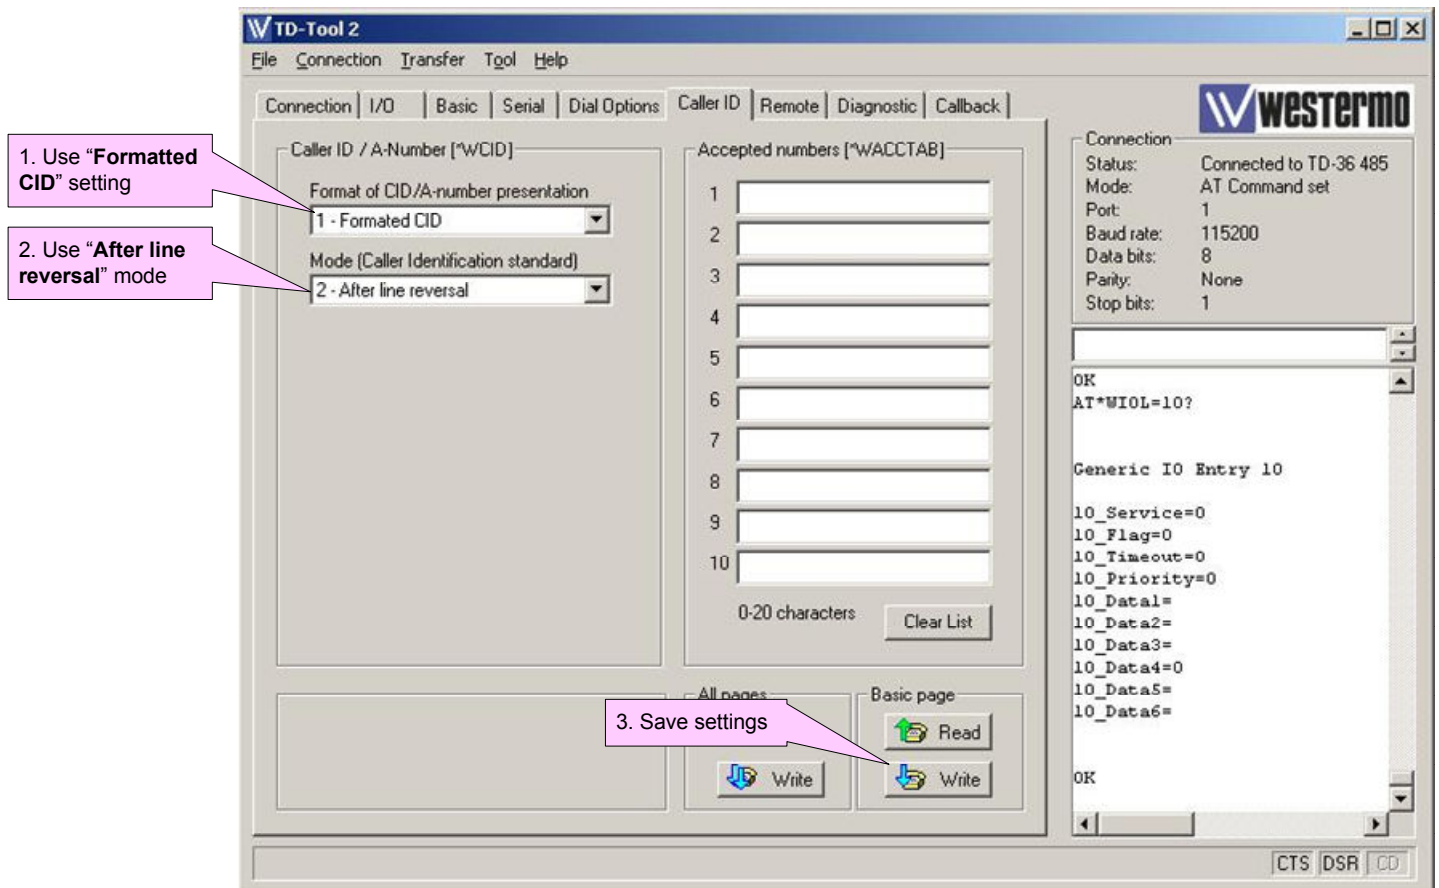 TD-Tool 2
File Connection Transfer Tool Help
Connection I/O Basic Serial Dial Options Caller ID Remote Diagnostic Callback
westermo
1. Use “Formatted
CID” setting
2. Use “After line
reversal” mode
Caller ID / A-Number [*WCID]
Format of CID/A-number presentation
1 - Formated CID
Mode (Caller Identification standard)
2 - After line reversal
Accepted numbers [*WACCTAB]
1
2
3
4
5
6
7
8
9
10
0-20 characters
Clear List
All pages
Write
Basic page
Read
Write
3. Save settings
Connection
Status: Connected to TD-36 485
Mode: AT Command set
Port: 1
Baud rate: 115200
Data bits: 8
Parity: None
Stop bits: 1
OK
AT*WIOL=10?
Generic IO Entry 10
10_Service=0
10_Flag=0
10_Timeout=0
10_Priority=0
10_Data1=
10_Data2=
10_Data3=
10_Data4=0
10_Data5=
10_Data6=
OK
CTS DSR CD